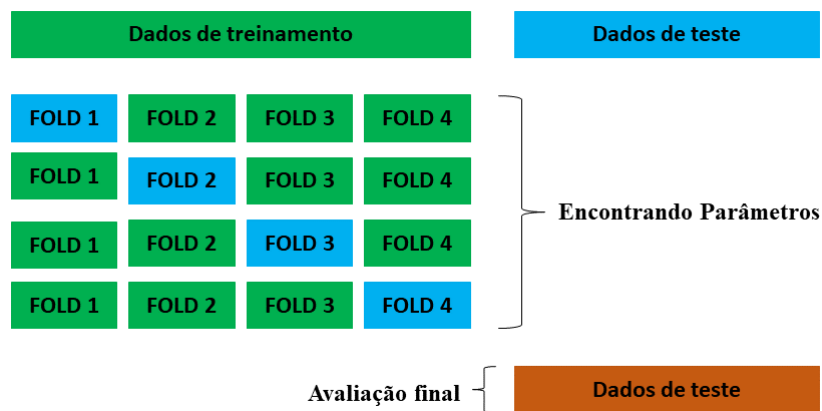 Dados de treinamento
Dados de teste
FOLD 1 FOLD 2 FOLD 3 FOLD 4
FOLD 1 FOLD 2 FOLD 3 FOLD 4
Encontrando Parâmetros
FOLD 1 FOLD 2 FOLD 3 FOLD 4
FOLD 1 FOLD 2 FOLD 3 FOLD 4
Avaliação final
Dados de teste